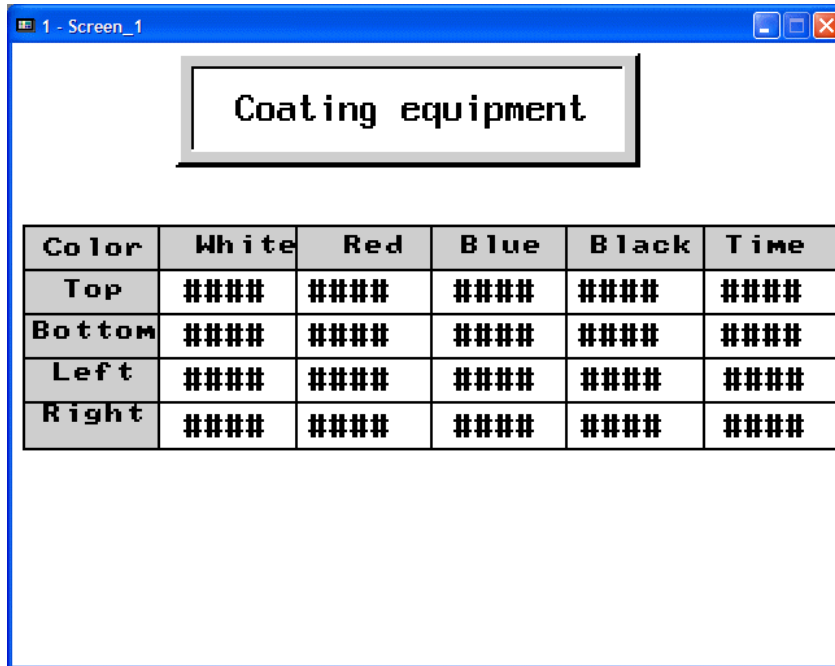 1 - Screen_1
Coating equipment
Color White Red Blue Black Time
Top #### #### #### #### ####
Bottom #### #### #### #### ####
Left #### #### #### #### ####
Right #### #### #### #### ####